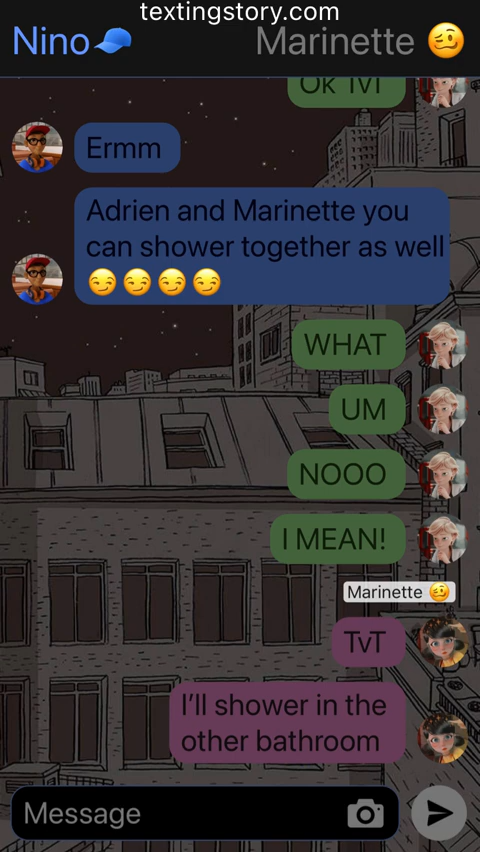 textingstory.com
Nino🧢
Marinette 🥴
Ok TvT
Ermm
Adrien and Marinette you
can shower together as well
😏😏😏😏
WHAT
UM
NOOO
I MEAN!
Marinette 🥴
TvT
I’ll shower in the
other bathroom
Message